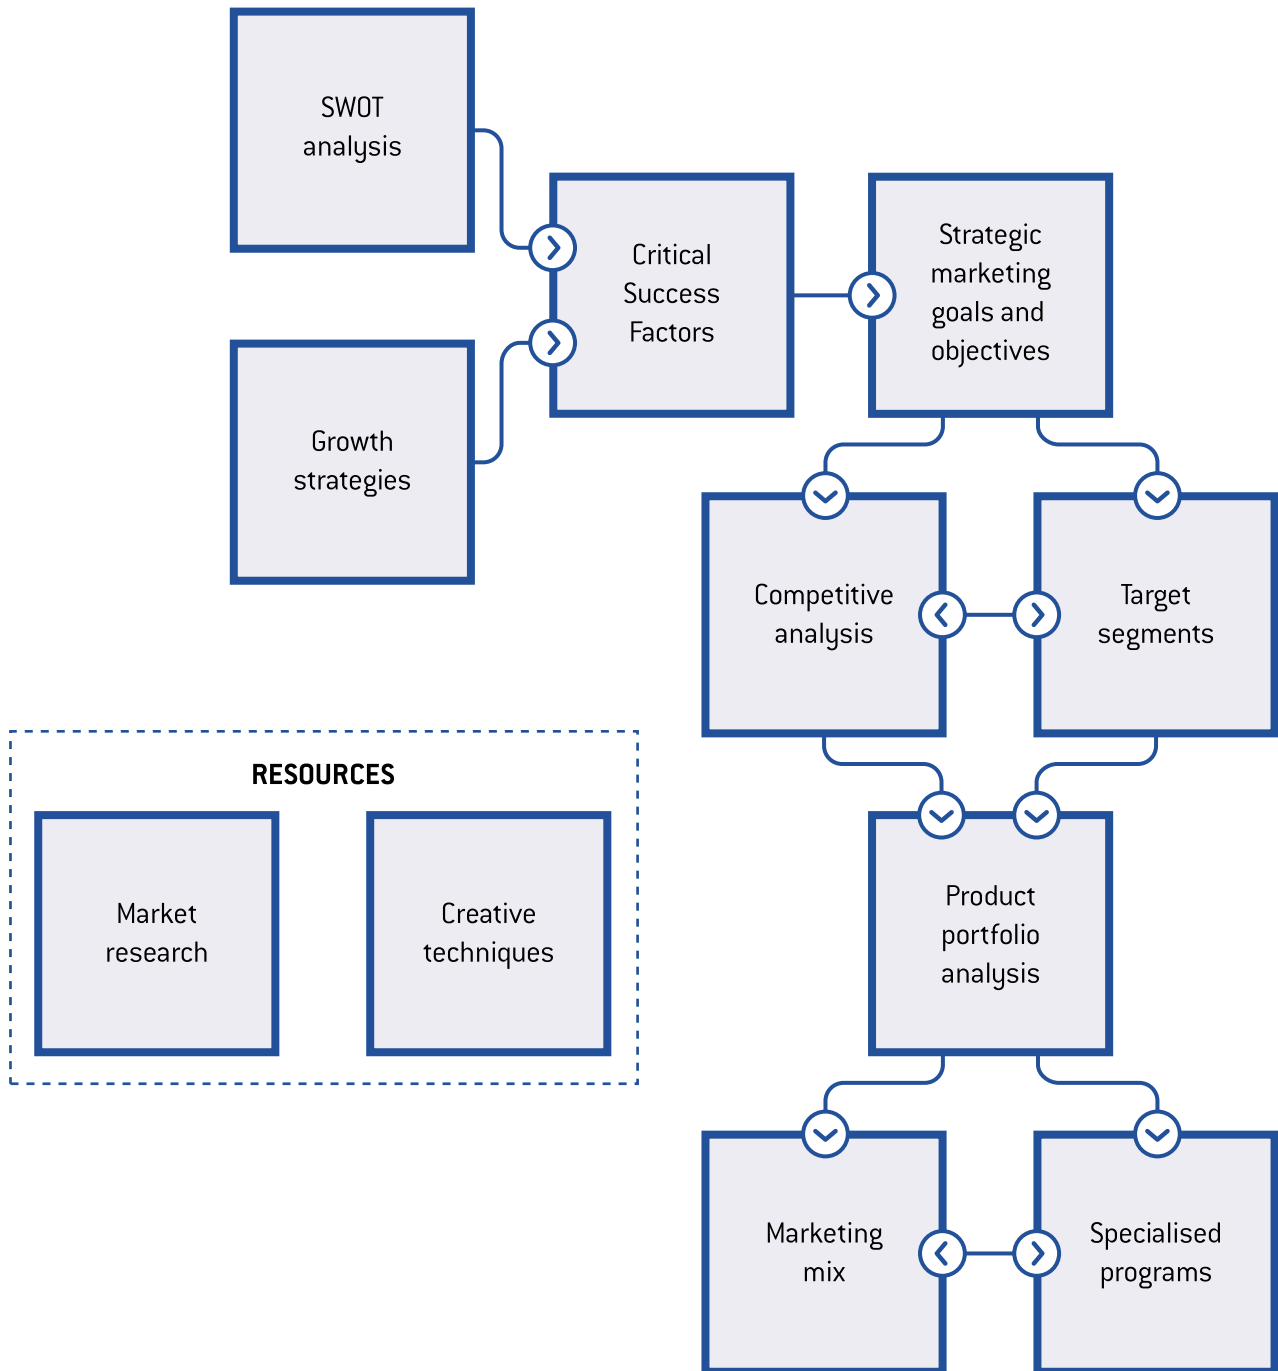 SWOT
analysis
Growth
strategies
Critical
Success
Factors
Strategic
marketing
goals and
objectives
Competitive
analysis
Target
segments
RESOURCES
Market
research
Creative
techniques
Product
portfolio
analysis
Marketing
mix
Specialised
programs